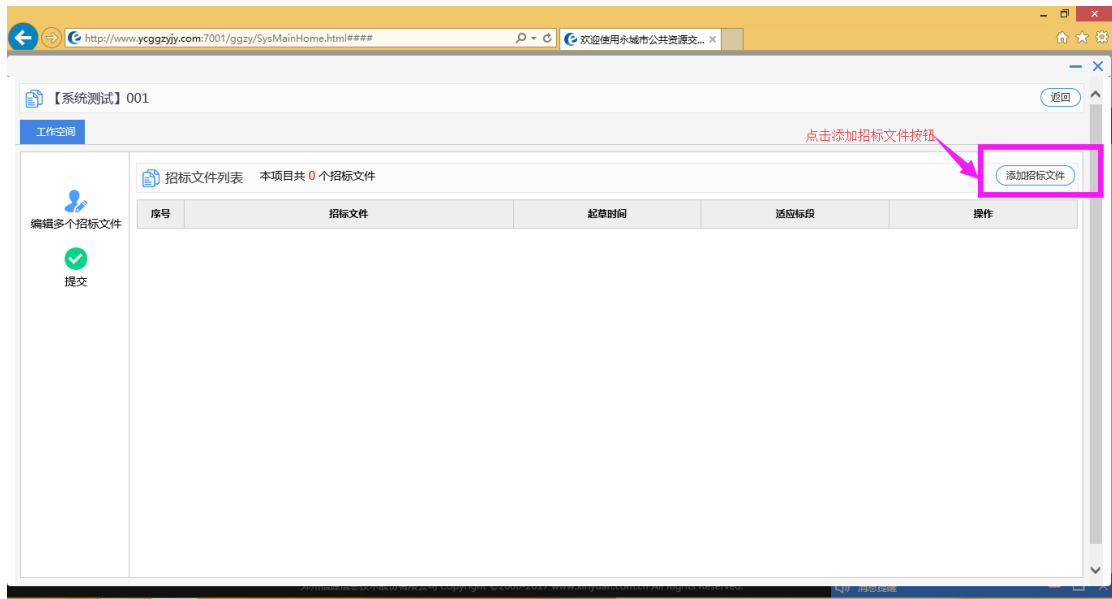 http://www.ycggzyjy.com:7001/ggzy/SysMainHome.html####
欢迎使用永城市公共资源交...
【系统测试】001
返回
工作空间
点击添加招标文件按钮
招标文件列表 本项目共 0 个招标文件
添加招标文件
序号 招标文件 起草时间 适应标段 操作
编辑多个招标文件
提交